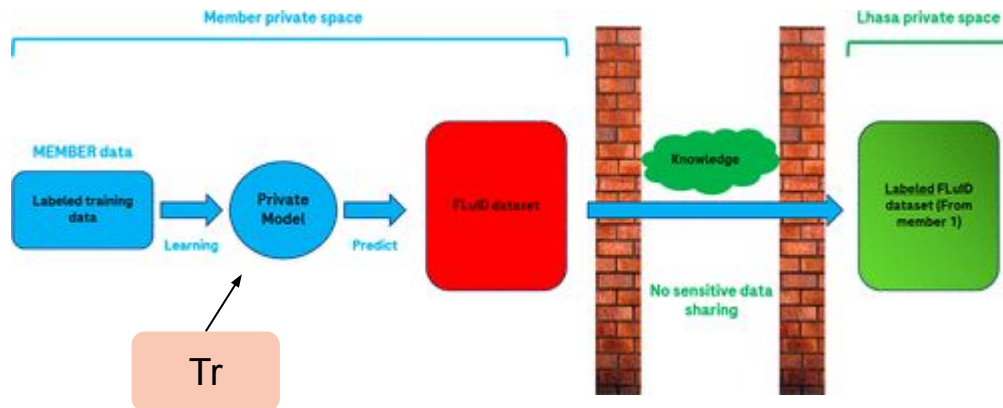 Member private space
Lhasa private space
MEMBER data
Labeled training
data
Learning
Private
Model
Predict
FLuID dataset
Knowledge
No sensitive data
sharing
Labeled FLuID
dataset (From
member 1)
Tr